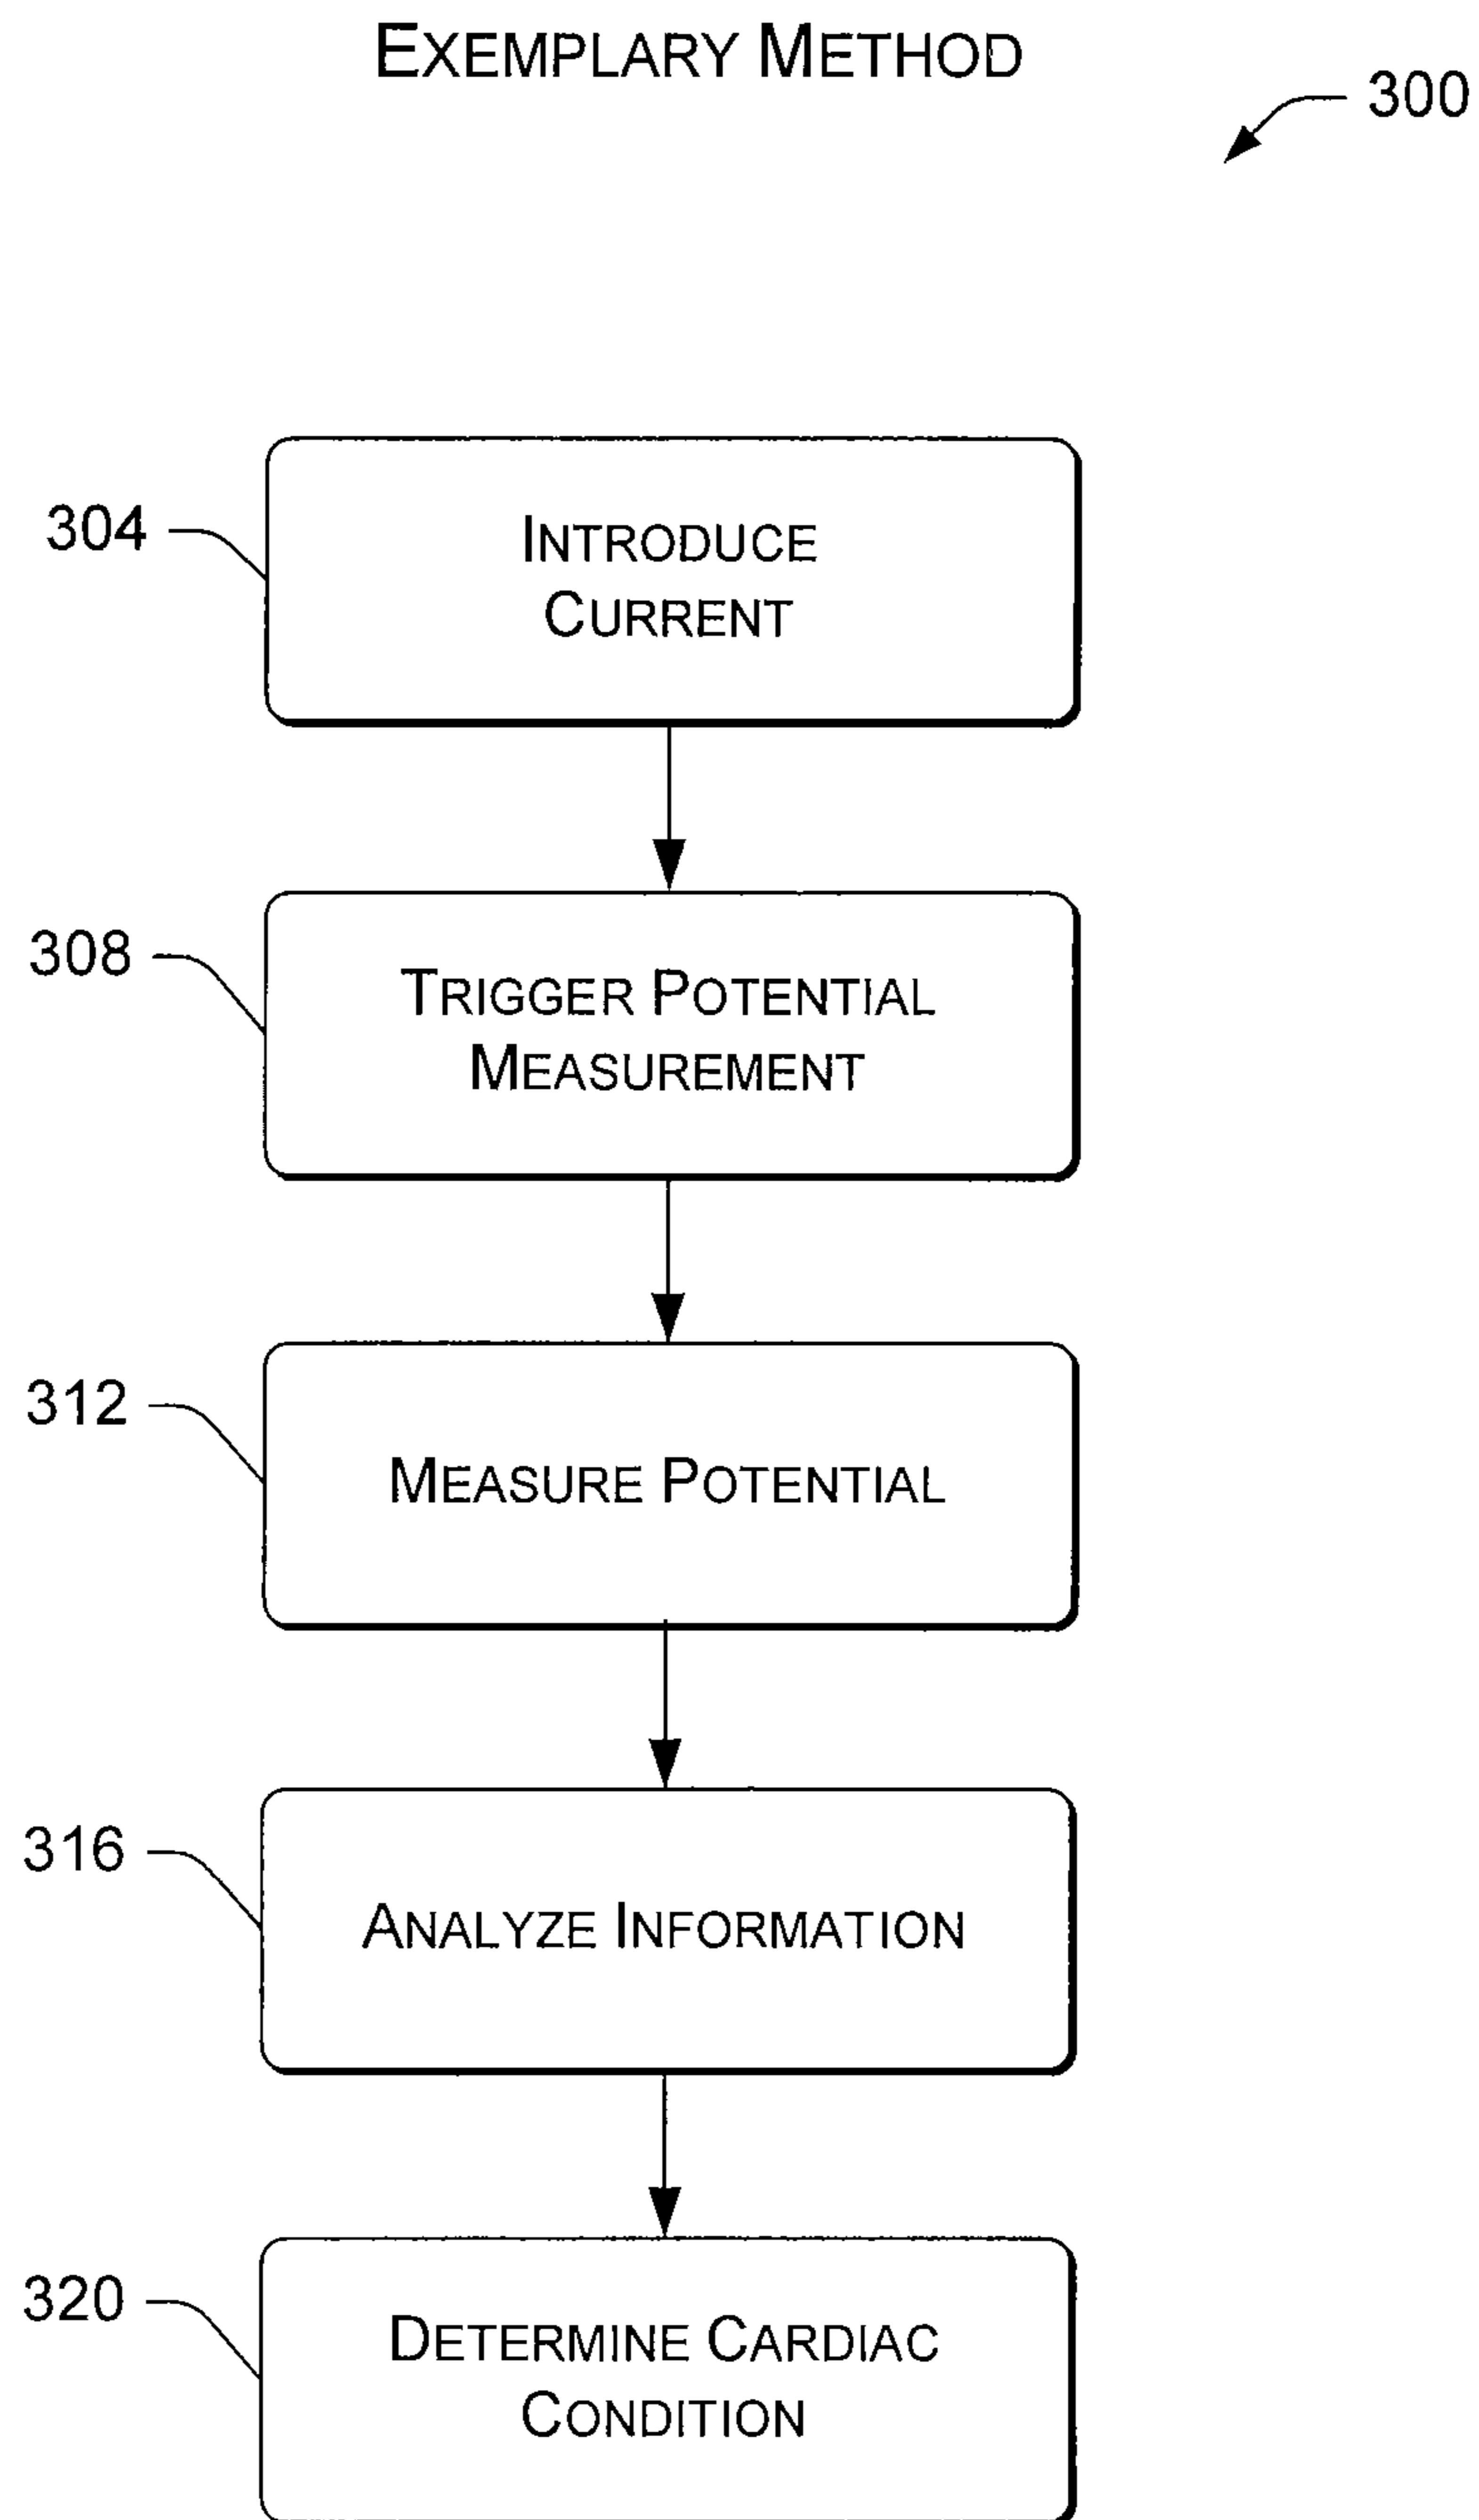 EXEMPLARY METHOD
300
304
INTRODUCE
CURRENT
308
TRIGGER POTENTIAL
MEASUREMENT
312
MEASURE POTENTIAL
316
ANALYZE INFORMATION
320
DETERMINE CARDIAC
CONDITION